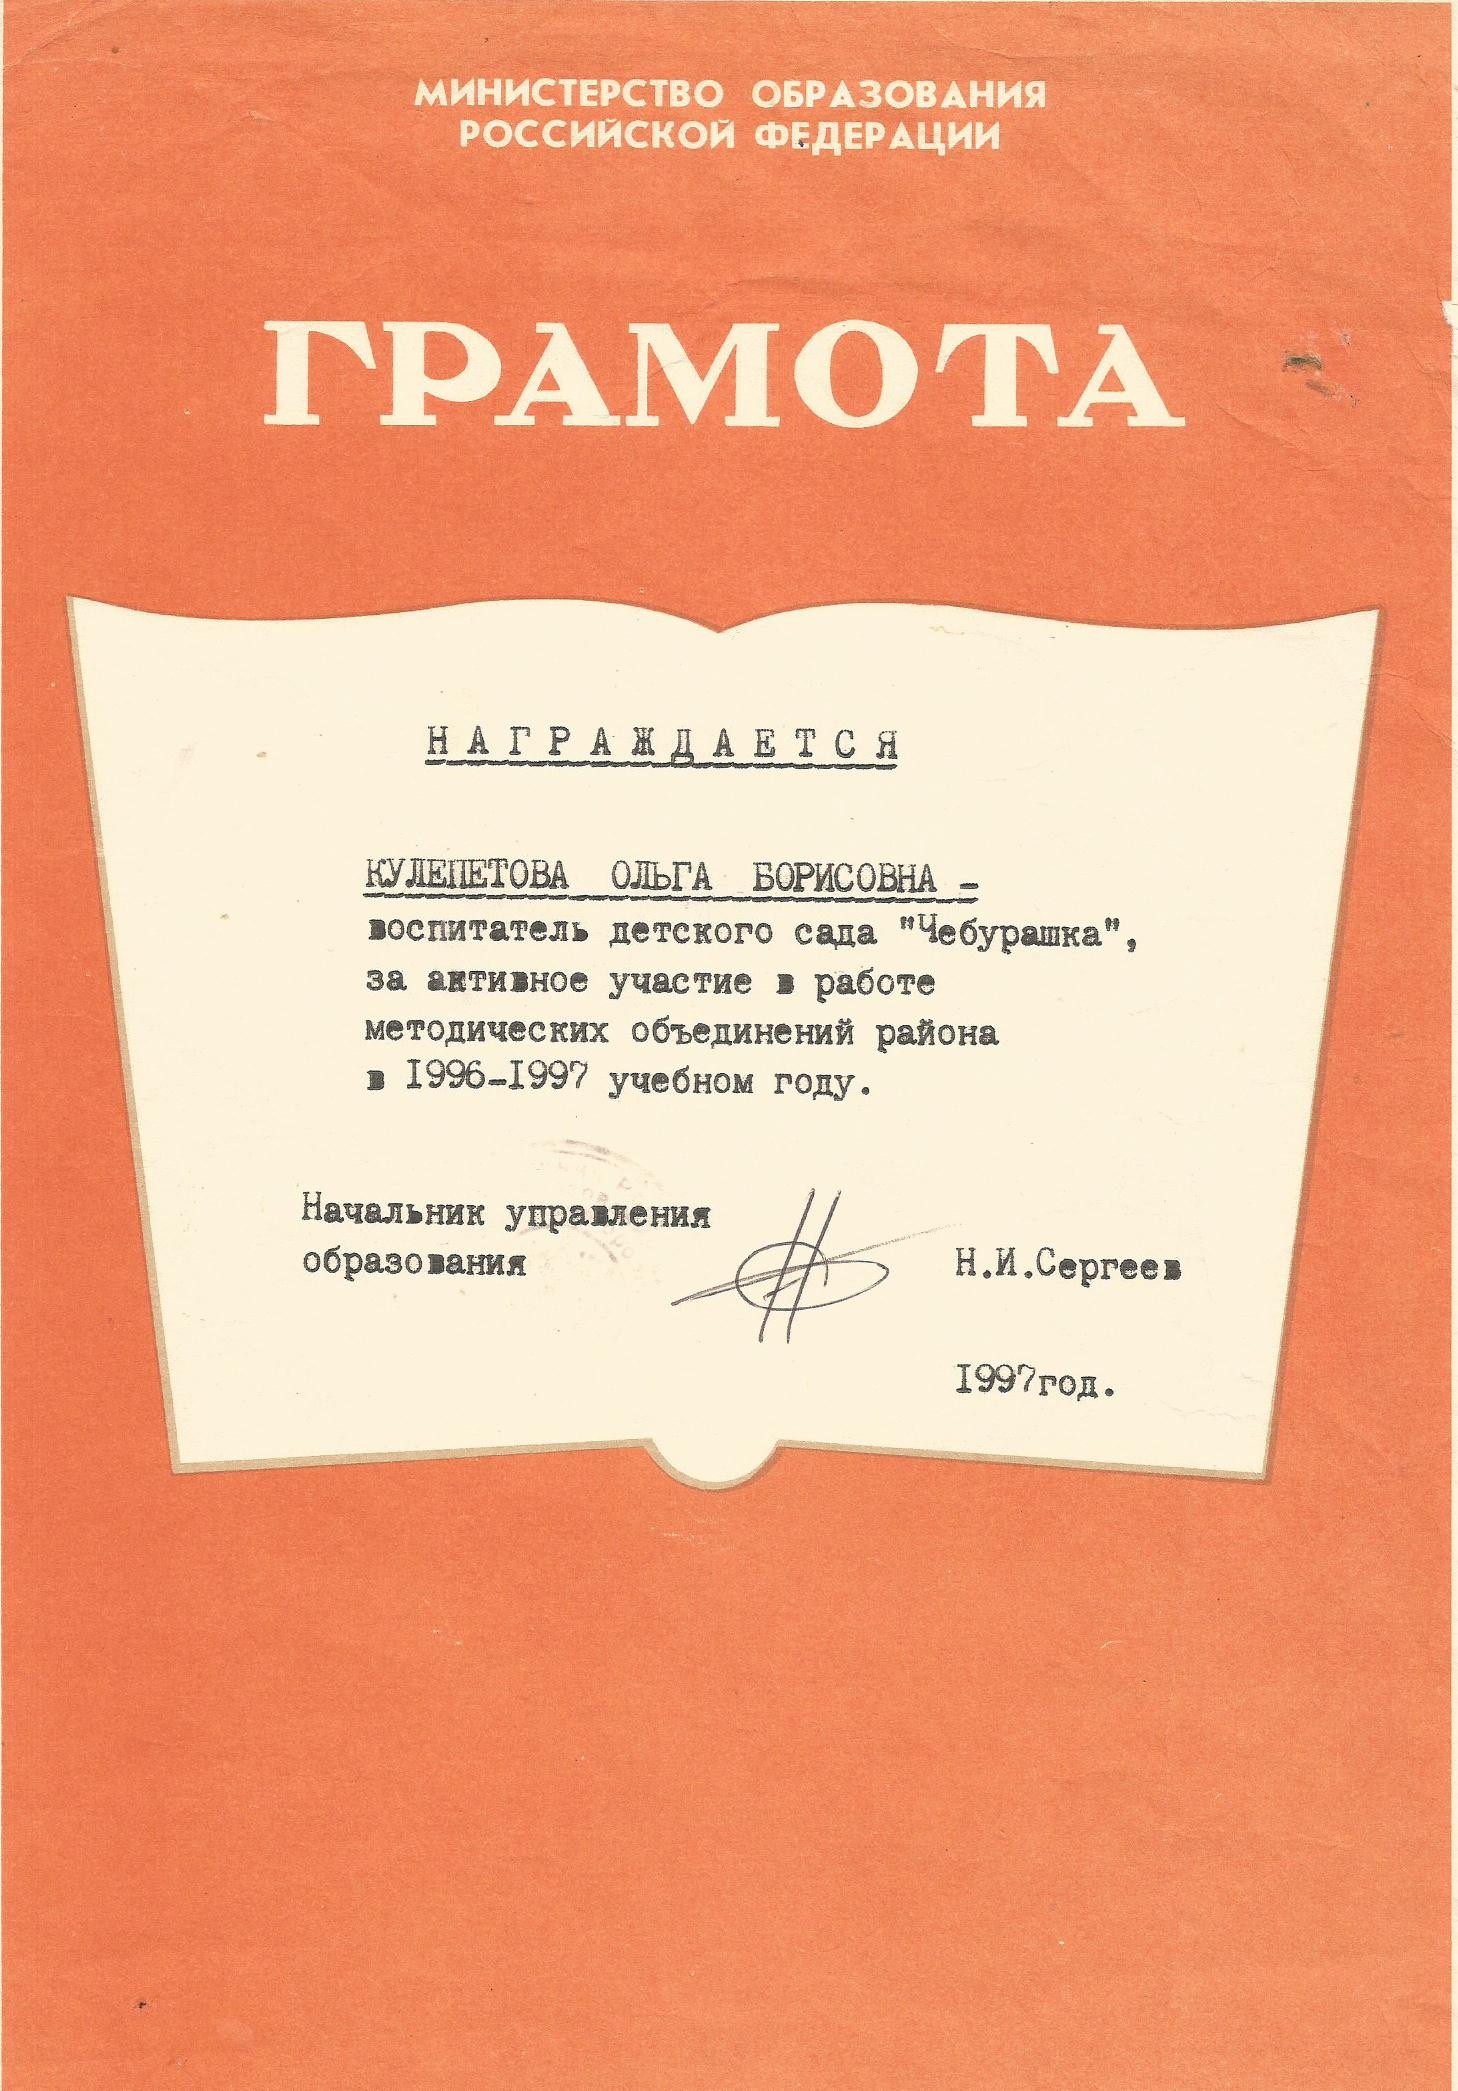 МИНИСТЕРСТВО ОБРАЗОВАНИЯ
РОССИЙСКОЙ ФЕДЕРАЦИИ
ГРАМОТА
НАГРАЖДАЕТСЯ
КУЛЕПЕТОВА ОЛЬГА БОРИСОВНА –
воспитатель детского сада "Чебурашка",
за активное участие в работе
методических объединений района
в 1996-1997 учебном году.
Начальник управления
образования
Н.И.Сергеев
1997год.